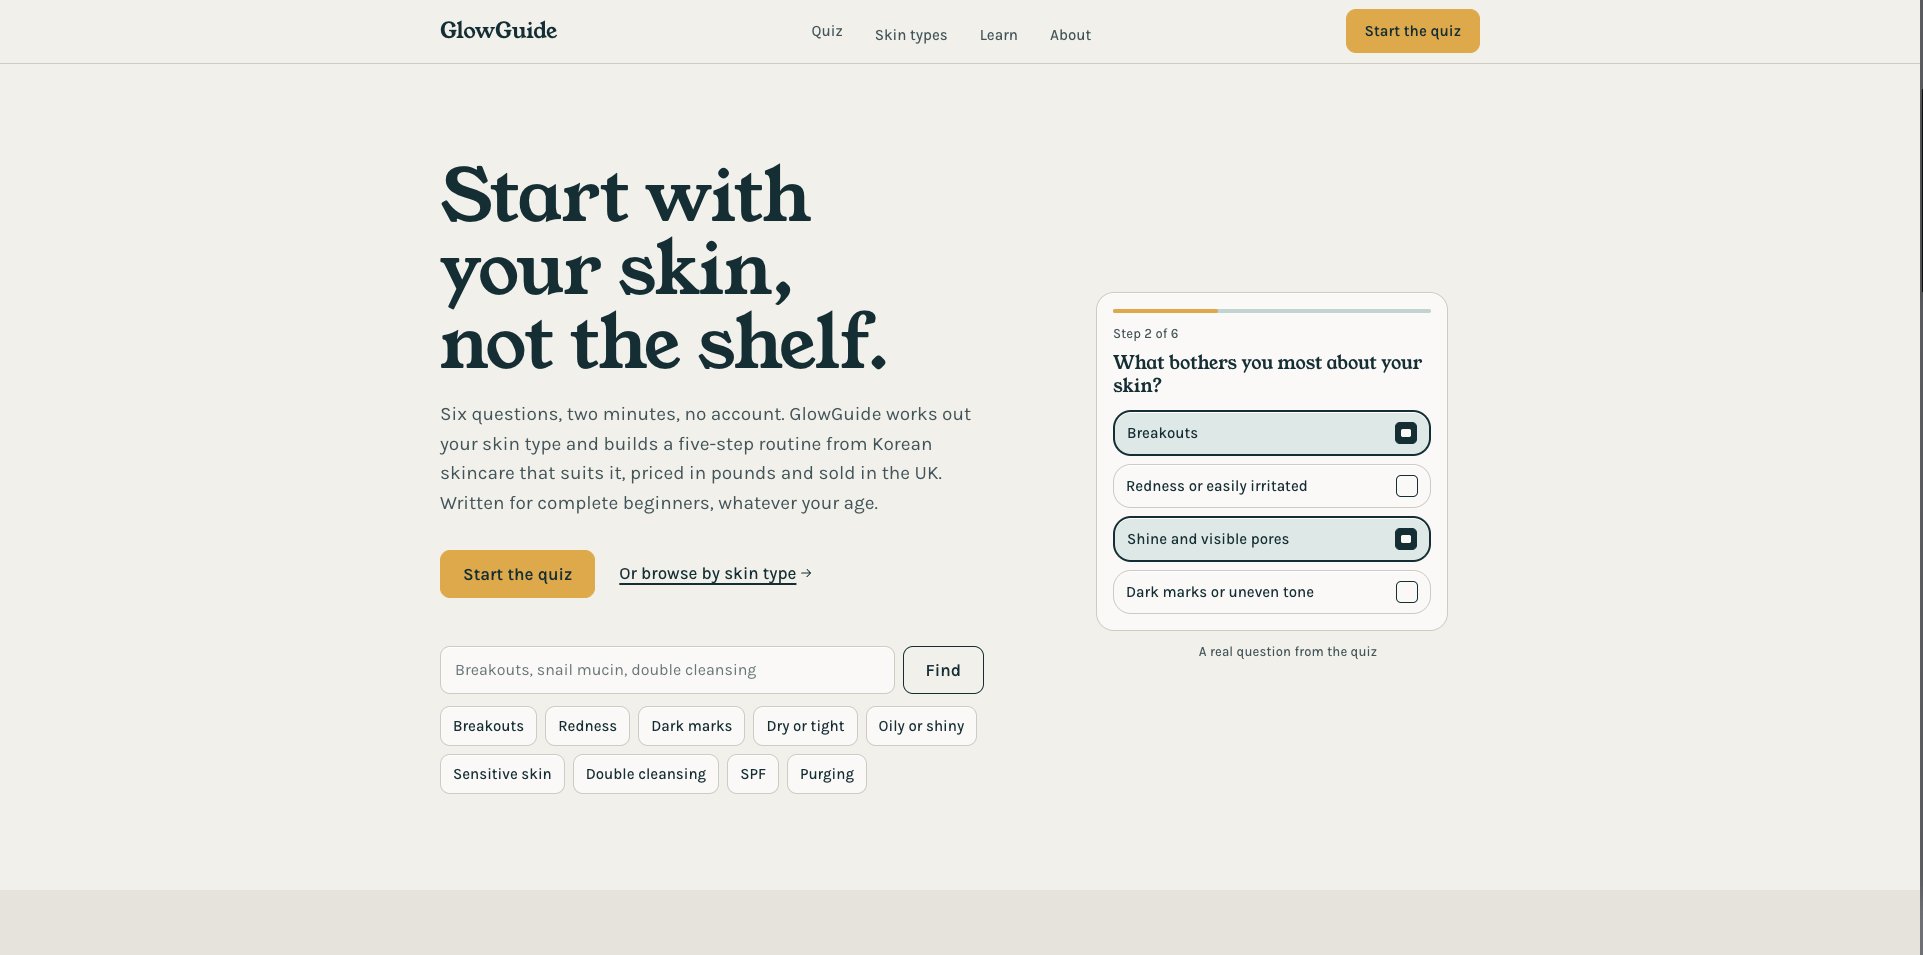 GlowGuide
Quiz
Skin types
Learn
About
Start the quiz
Start with
your skin,
not the shelf.
Six questions, two minutes, no account. GlowGuide works out
your skin type and builds a five-step routine from Korean
skincare that suits it, priced in pounds and sold in the UK.
Written for complete beginners, whatever your age.
Start the quiz
Or browse by skin type →
Breakouts, snail mucin, double cleansing
Find
Breakouts
Redness
Dark marks
Dry or tight
Oily or shiny
Sensitive skin
Double cleansing
SPF
Purging
Step 2 of 6
What bothers you most about your
skin?
Breakouts
Redness or easily irritated
Shine and visible pores
Dark marks or uneven tone
A real question from the quiz